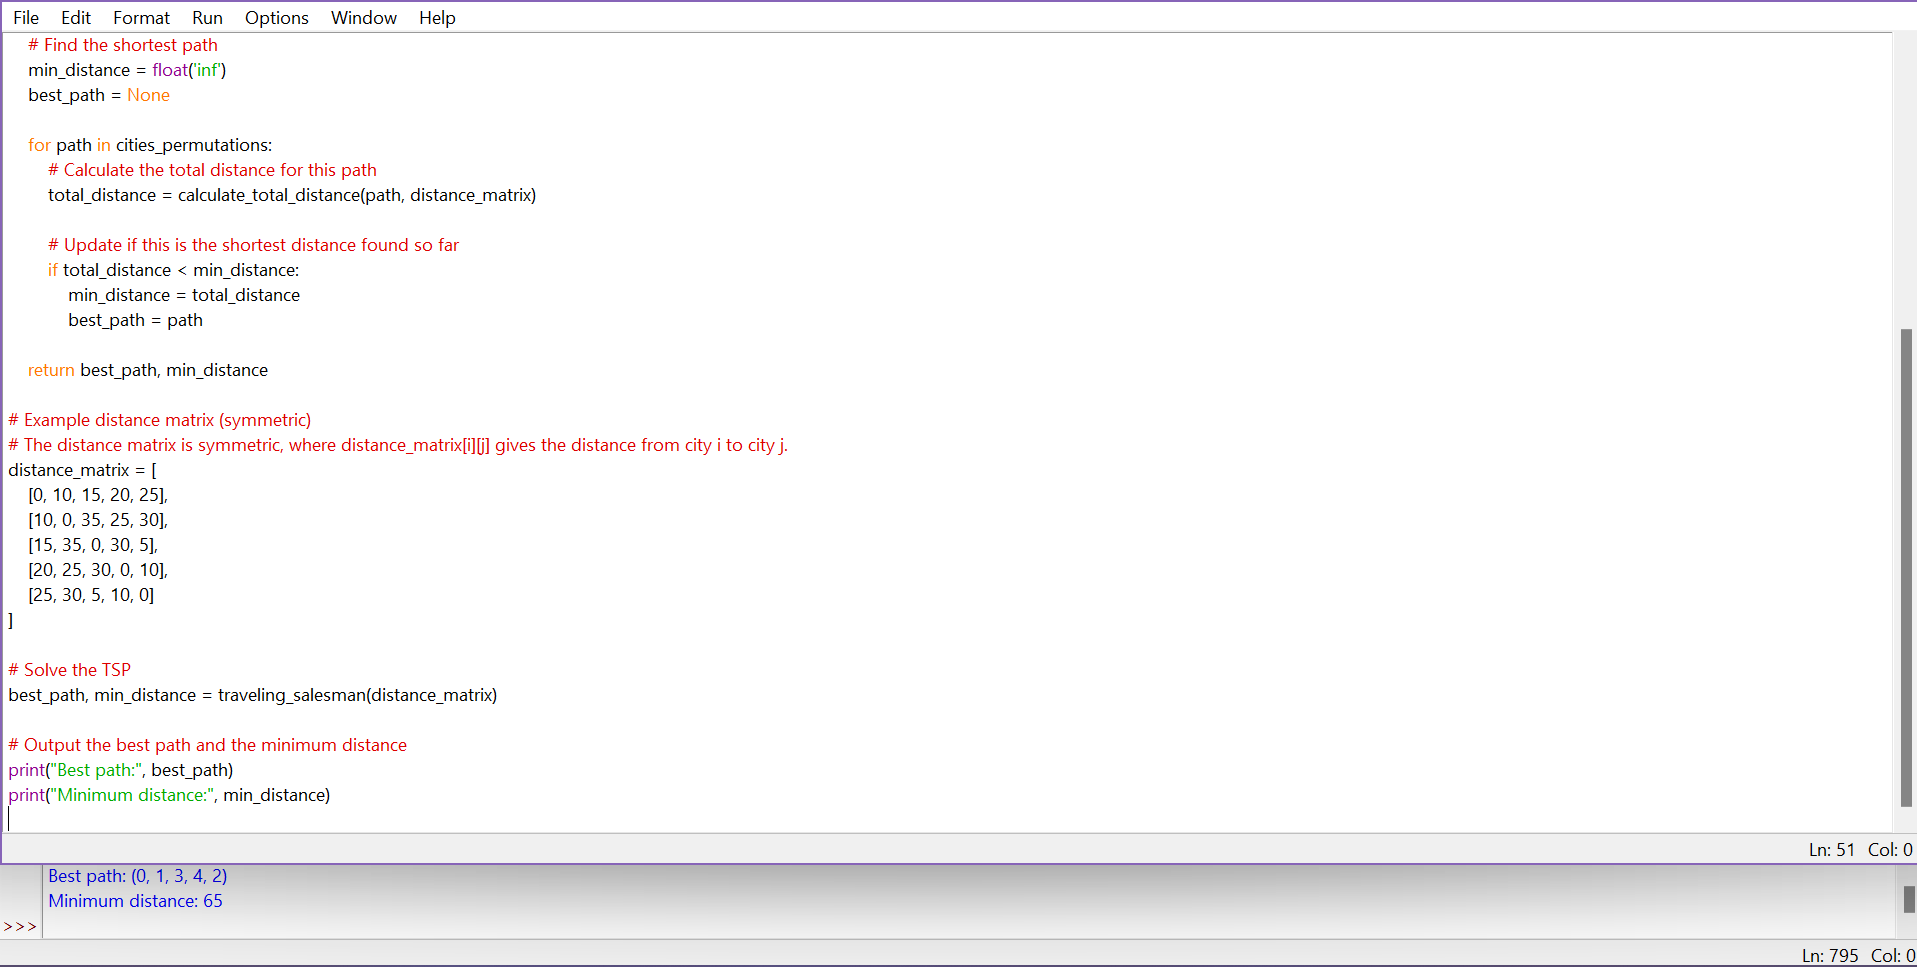 File Edit Format Run Options Window Help
# Find the shortest path
min_distance = float('inf')
best_path = None
for path in cities_permutations:
# Calculate the total distance for this path
total_distance = calculate_total_distance(path, distance_matrix)
# Update if this is the shortest distance found so far
if total_distance < min_distance:
min_distance = total_distance
best_path = path
return best_path, min_distance
# Example distance matrix (symmetric)
# The distance matrix is symmetric, where distance_matrix[i][j] gives the distance from city i to city j.
distance_matrix = [
[0, 10, 15, 20, 25],
[10, 0, 35, 25, 30],
[15, 35, 0, 30, 5],
[20, 25, 30, 0, 10],
[25, 30, 5, 10, 0]
]
# Solve the TSP
best_path, min_distance = traveling_salesman(distance_matrix)
# Output the best path and the minimum distance
print("Best path:", best_path)
print("Minimum distance:", min_distance)
Ln: 51 Col: 0
Best path: (0, 1, 3, 4, 2)
Minimum distance: 65
>>>
Ln: 795 Col: 0